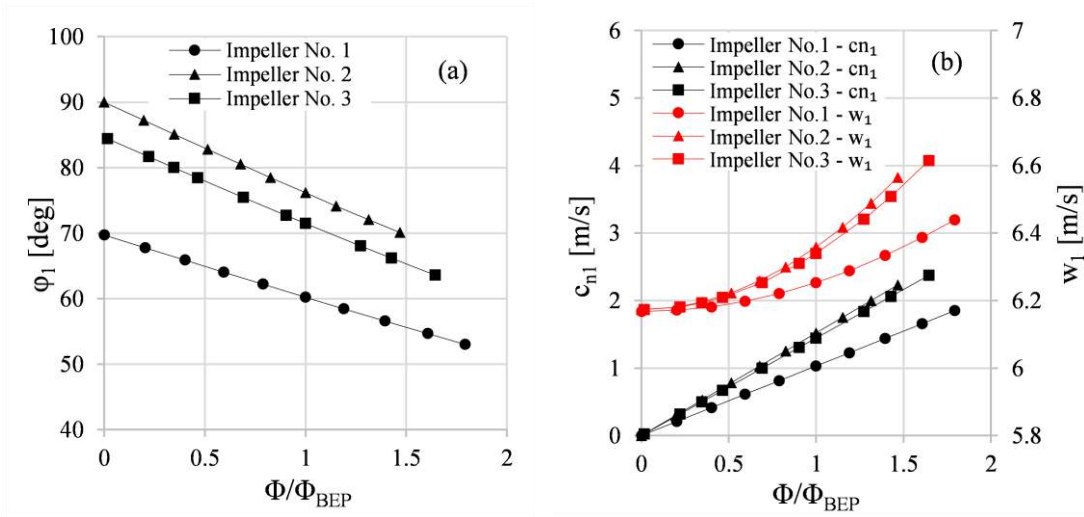 100
90
80
70
60
50
40
φ₁ [deg]
0
0.5
1
1.5
2
Φ/Φ_BEP
Impeller No. 1
Impeller No. 2
Impeller No. 3
(a)
6
5
4
3
2
1
0
c_n1 [m/s]
7
6.8
6.6
6.4
6.2
6
5.8
w₁ [m/s]
0
0.5
1
1.5
2
Φ/Φ_BEP
Impeller No.1 - cn₁
Impeller No.2 - cn₁
Impeller No.3 - cn₁
Impeller No.1 - w₁
Impeller No.2 - w₁
Impeller No.3 - w₁
(b)